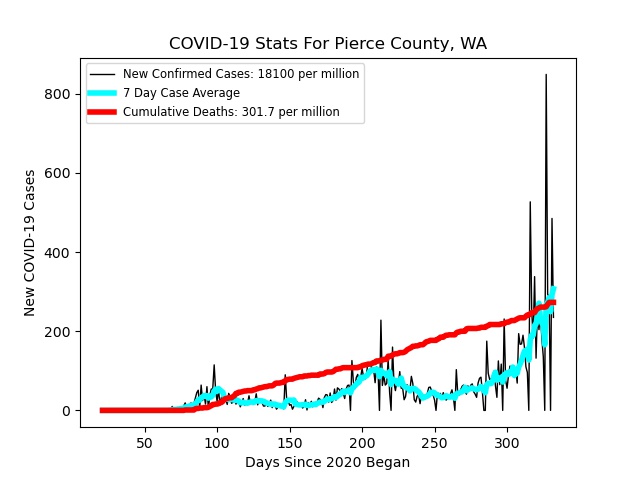 COVID-19 Stats For Pierce County, WA
New Confirmed Cases: 18100 per million
7 Day Case Average
Cumulative Deaths: 301.7 per million
New COVID-19 Cases
800
600
400
200
0
50 100 150 200 250 300
Days Since 2020 Began